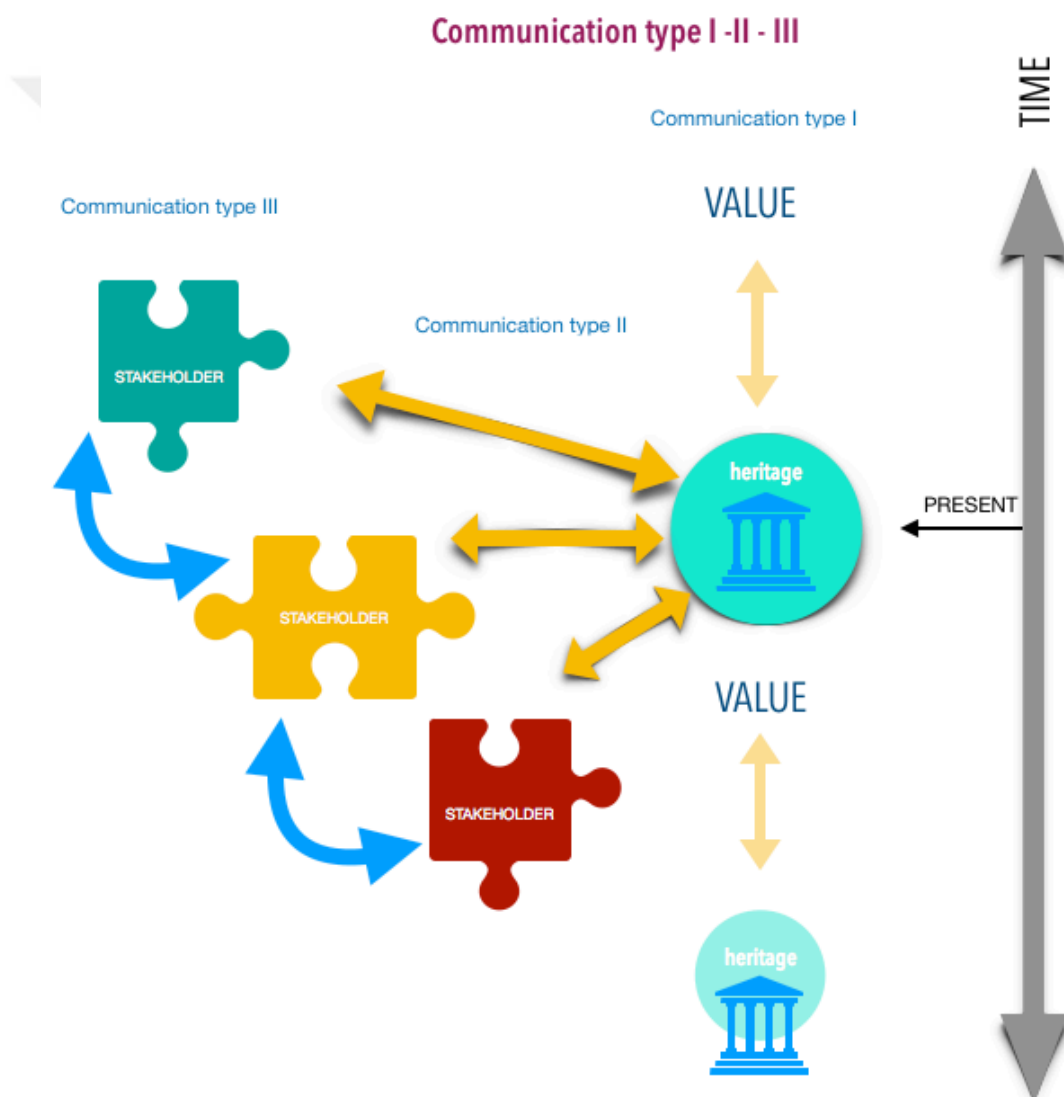 Communication type I -II - III
TIME
Communication type I
VALUE
Communication type III
Communication type II
STAKEHOLDER
heritage
PRESENT
STAKEHOLDER
VALUE
STAKEHOLDER
heritage